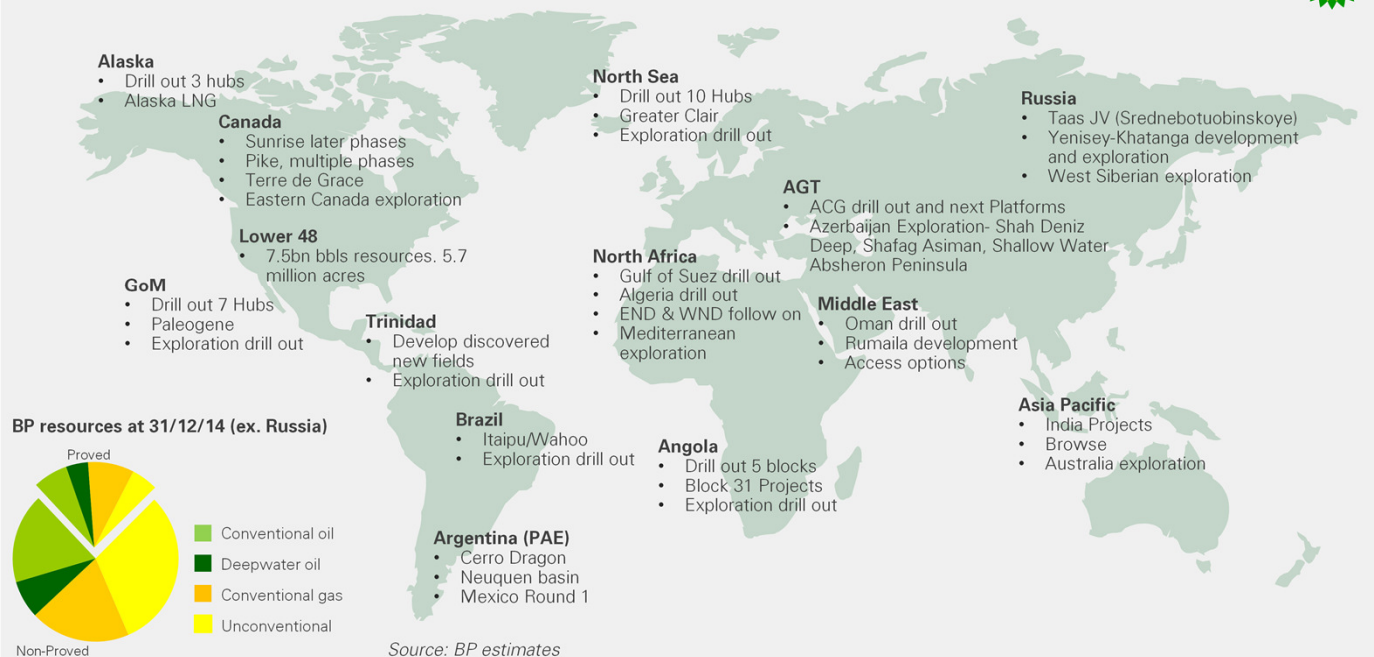 Alaska
• Drill out 3 hubs
• Alaska LNG
Canada
• Sunrise later phases
• Pike, multiple phases
• Terre de Grace
• Eastern Canada exploration
Lower 48
• 7.5bn bbls resources. 5.7
million acres
GoM
• Drill out 7 Hubs
• Paleogene
• Exploration drill out
Trinidad
• Develop discovered
new fields
• Exploration drill out
Brazil
• Itaipu/Wahoo
• Exploration drill out
Argentina (PAE)
• Cerro Dragon
• Neuquen basin
• Mexico Round 1
North Sea
• Drill out 10 Hubs
• Greater Clair
• Exploration drill out
North Africa
• Gulf of Suez drill out
• Algeria drill out
• END & WND follow on
• Mediterranean
exploration
Angola
• Drill out 5 blocks
• Block 31 Projects
• Exploration drill out
AGT
• ACG drill out and next Platforms
• Azerbaijan Exploration- Shah Deniz
Deep, Shafag Asiman, Shallow Water
Absheron Peninsula
Middle East
• Oman drill out
• Rumaila development
• Access options
Russia
• Taas JV (Srednebotuobinskoye)
• Yenisey-Khatanga development
and exploration
• West Siberian exploration
Asia Pacific
• India Projects
• Browse
• Australia exploration
BP resources at 31/12/14 (ex. Russia)
Proved
Non-Proved
Conventional oil
Deepwater oil
Conventional gas
Unconventional
Source: BP estimates